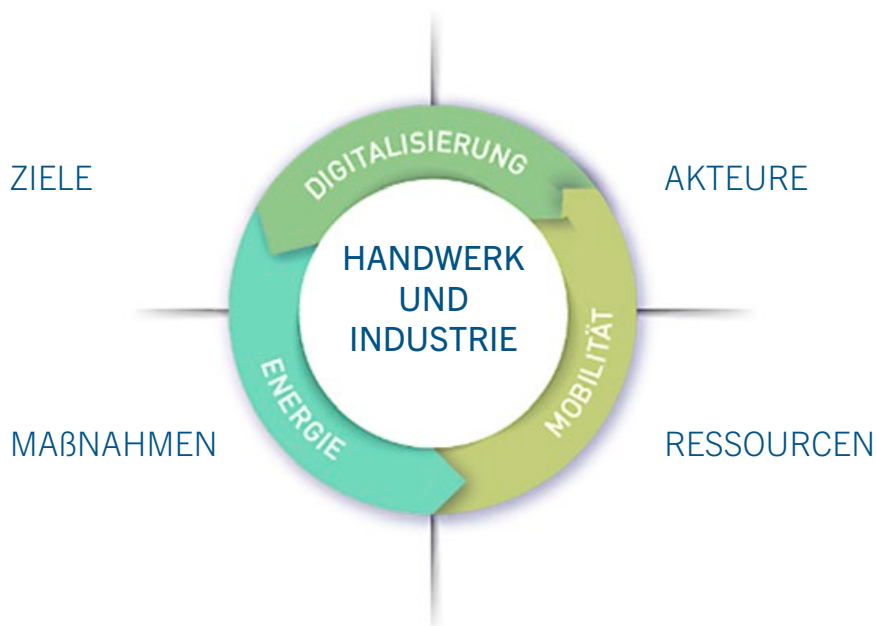 DIGITALISIERUNG
ZIELE
AKTEURE
HANDWERK
UND
INDUSTRIE
MOBILITÄT
ENERGIE
MAßNAHMEN
RESSOURCEN